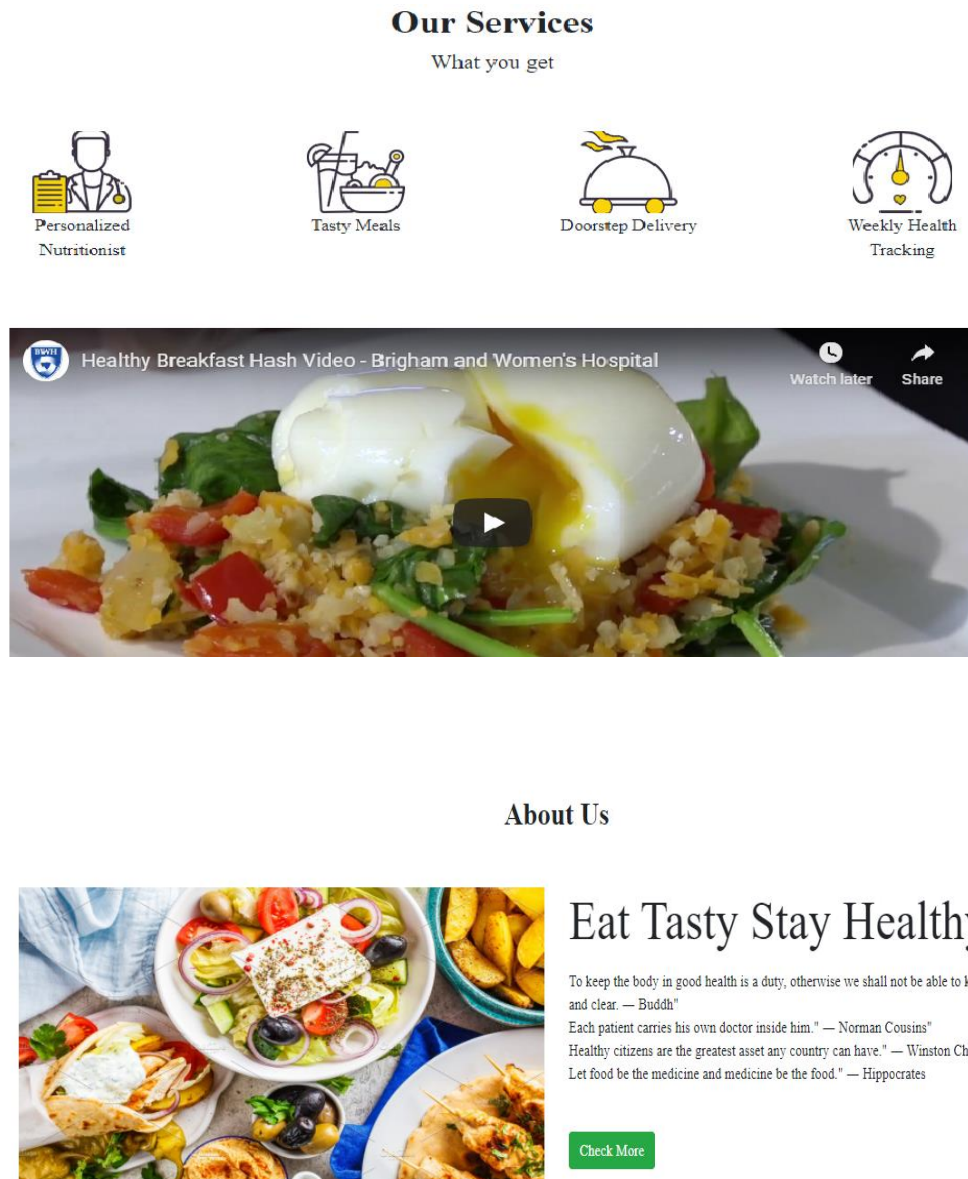 Our Services
What you get
Personalized
Nutritionist
Tasty Meals
Doorstep Delivery
Weekly Health
Tracking
BWH
Healthy Breakfast Hash Video - Brigham and Women's Hospital
Watch later
Share
About Us
Eat Tasty Stay Healthy
To keep the body in good health is a duty, otherwise we shall not be able to
and clear. — Buddh"
Each patient carries his own doctor inside him." — Norman Cousins"
Healthy citizens are the greatest asset any country can have." — Winston Ch
Let food be the medicine and medicine be the food." — Hippocrates
Check More